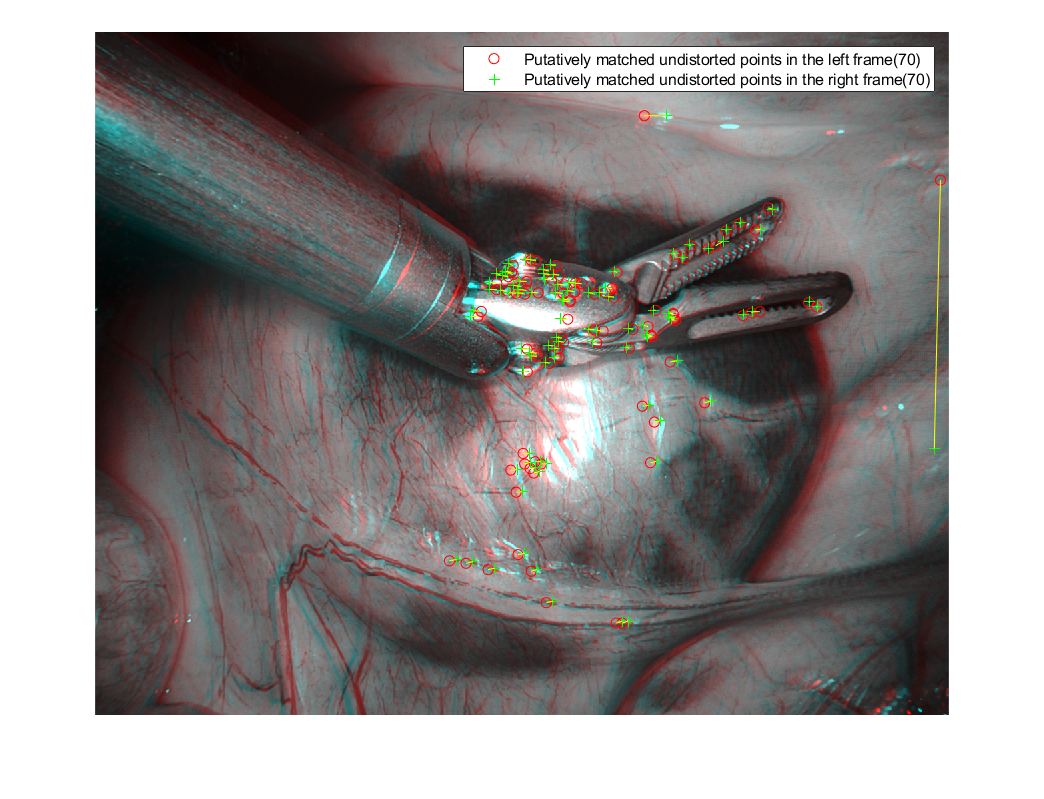 Putatively matched undistorted points in the left frame(70)
Putatively matched undistorted points in the right frame(70)